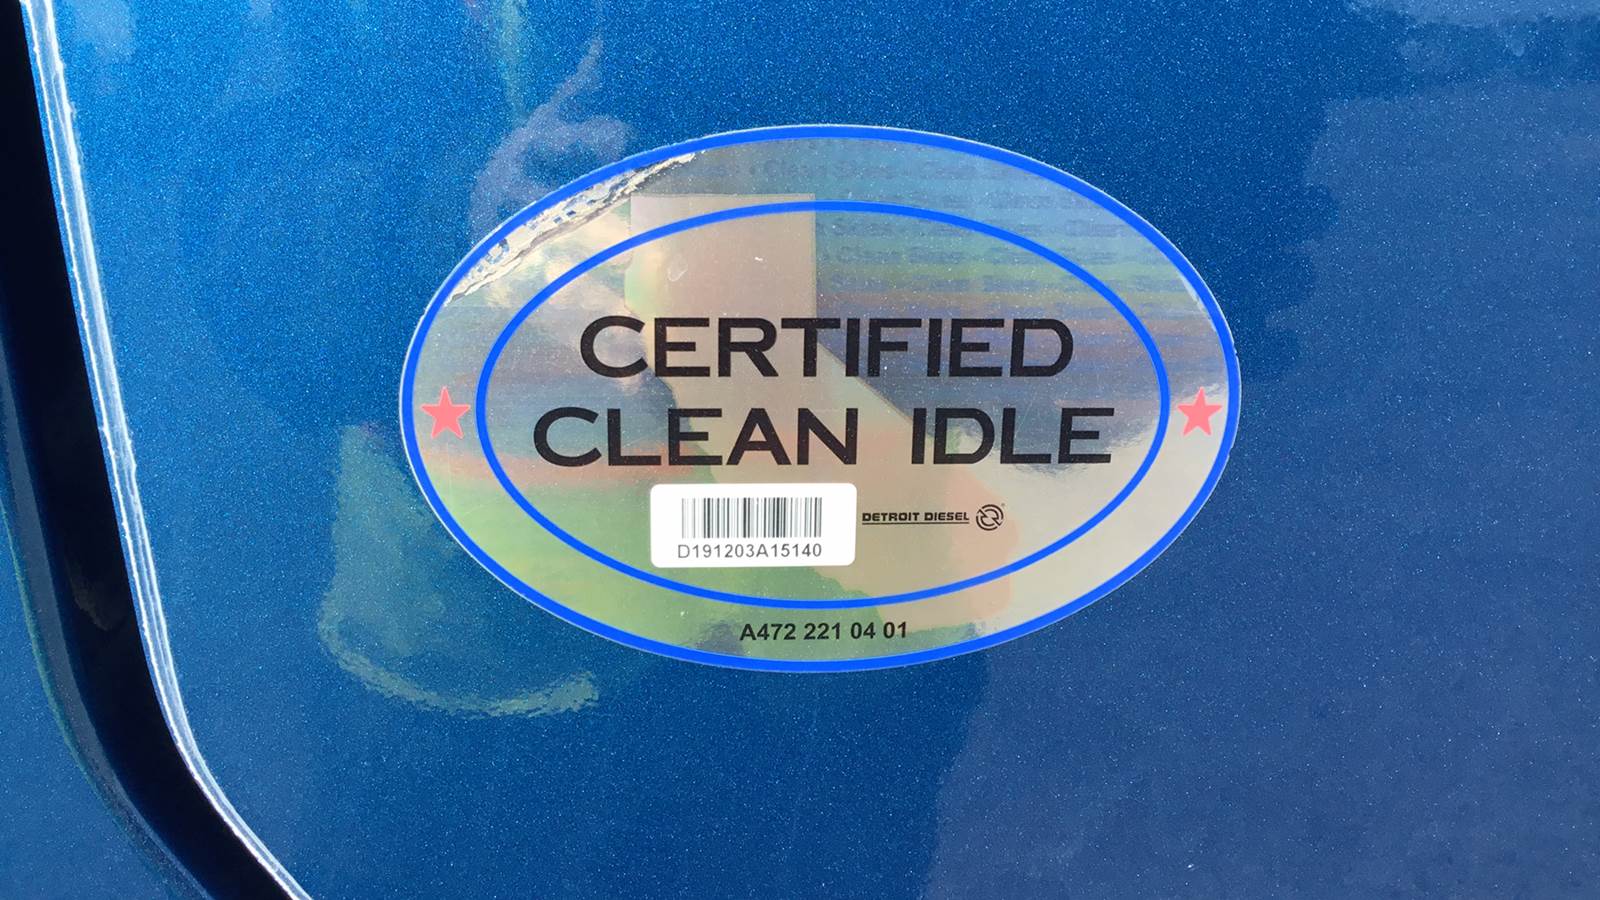 CERTIFIED
CLEAN IDLE
DETROIT DIESEL
D191203A15140
A472 221 04 01